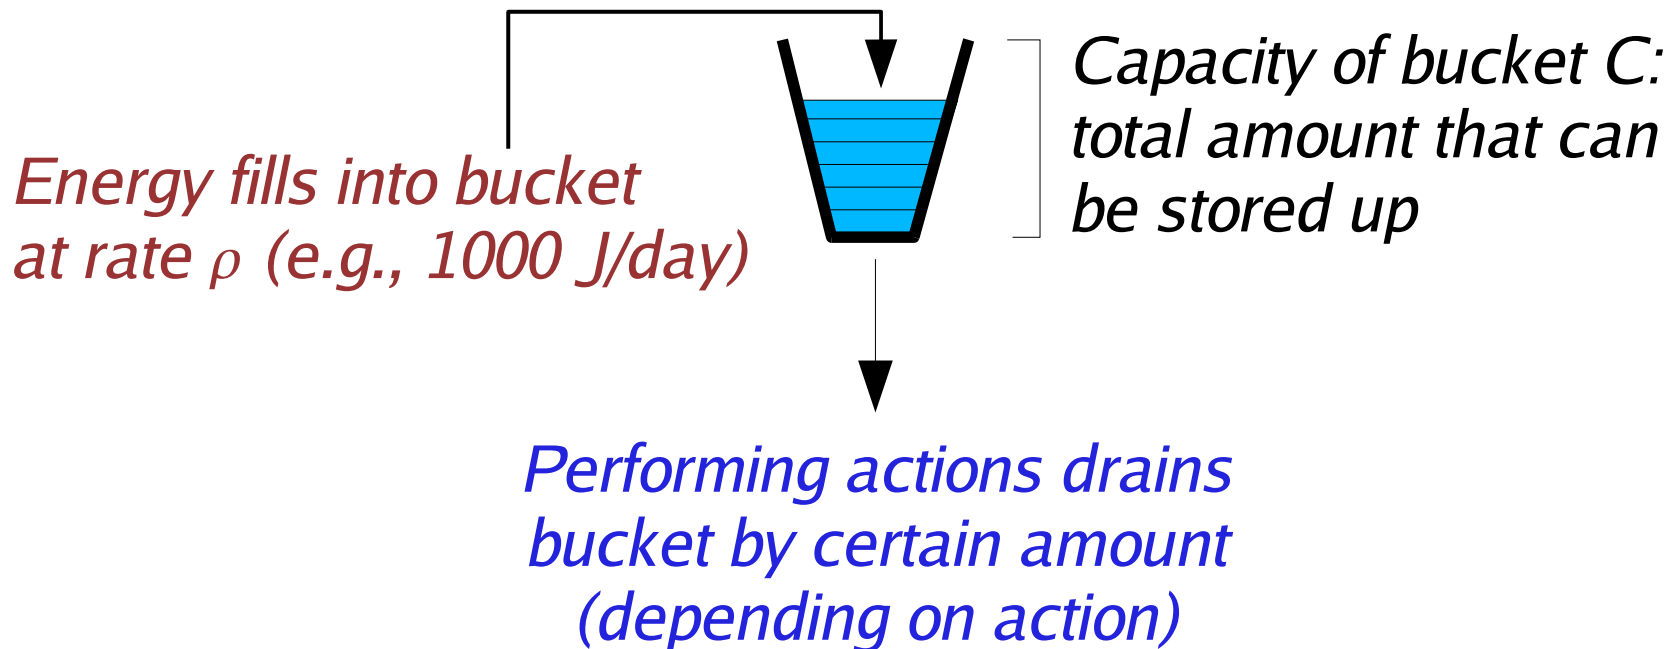 Energy fills into bucket
at rate ρ (e.g., 1000 J/day)
Capacity of bucket C:
total amount that can
be stored up
Performing actions drains
bucket by certain amount
(depending on action)